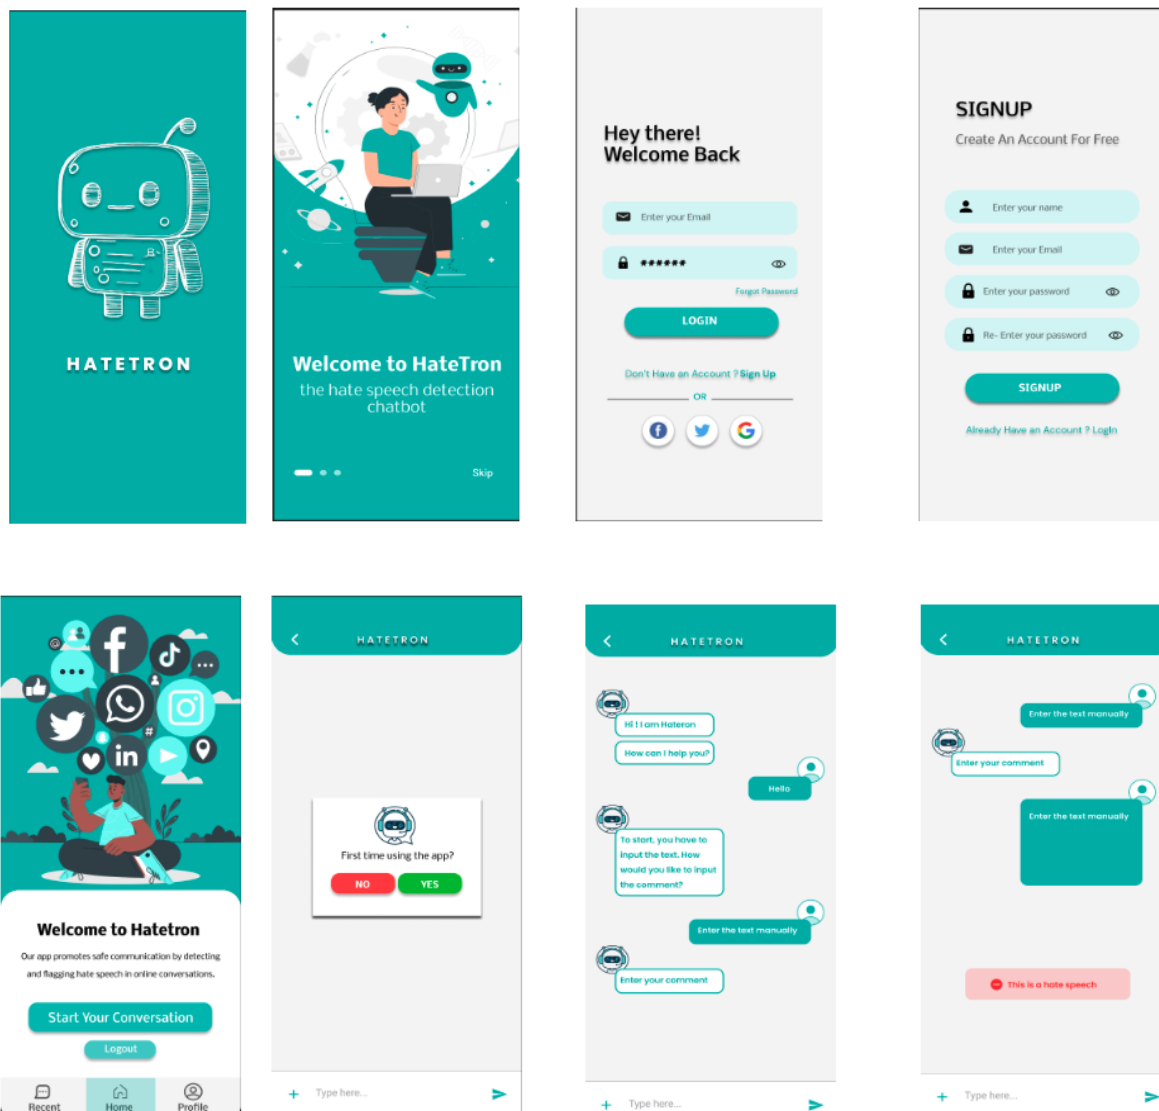 HATETRON
Welcome to HateTron
the hate speech detection
chatbot
Skip
Hey there!
Welcome Back
Enter your Email
******
Forgot Password
LOGIN
Don't Have an Account ? Sign Up
OR
SIGNUP
Create An Account For Free
Enter your name
Enter your Email
Enter your password
Re- Enter your password
SIGNUP
Already Have an Account ? LogIn
Welcome to Hatetron
Our app promotes safe communication by detecting
and flagging hate speech in online conversations.
Start Your Conversation
Logout
Recent
Home
Profile
HATETRON
First time using the app?
NO
YES
Type here...
HATETRON
Hi ! I am Hateron
How can I help you?
Hello
To start, you have to
input the text. How
would you like to input
the comment?
Enter the text manually
Enter your comment
Type here...
HATETRON
Enter the text manually
Enter your comment
Enter the text manually
This is a hate speech
Type here...